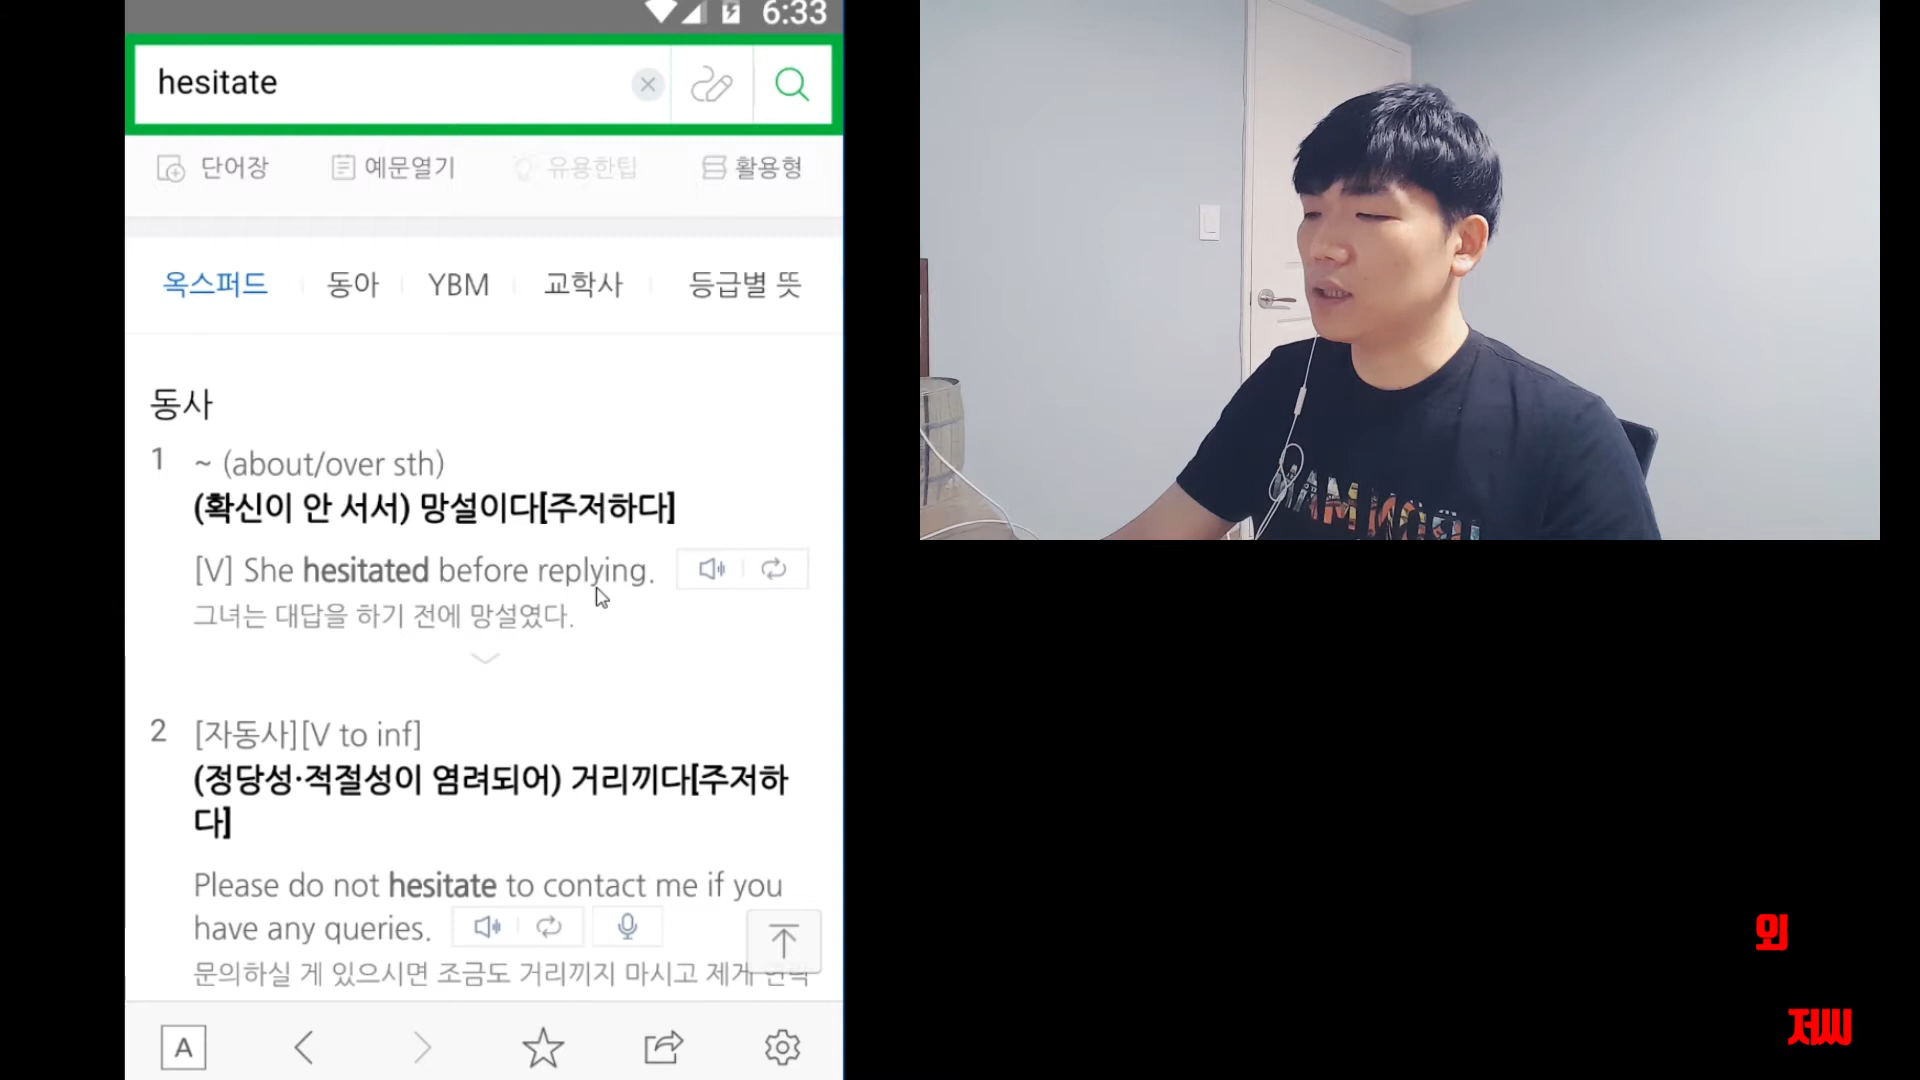 6:33
hesitate
단어장 예문열기 유용한팁 활용형
옥스퍼드 동아 YBM 교학사 등급별 뜻
동사
1 ~ (about/over sth)
(확신이 안 서서) 망설이다[주저하다]
[V] She hesitated before replying.
그녀는 대답을 하기 전에 망설였다.
2 [자동사][V to inf]
(정당성·적절성이 염려되어) 거리끼다[주저하
다]
Please do not hesitate to contact me if you
have any queries.
문의하실 게 있으시면 조금도 거리끼지 마시고 제게
A
외
저씨